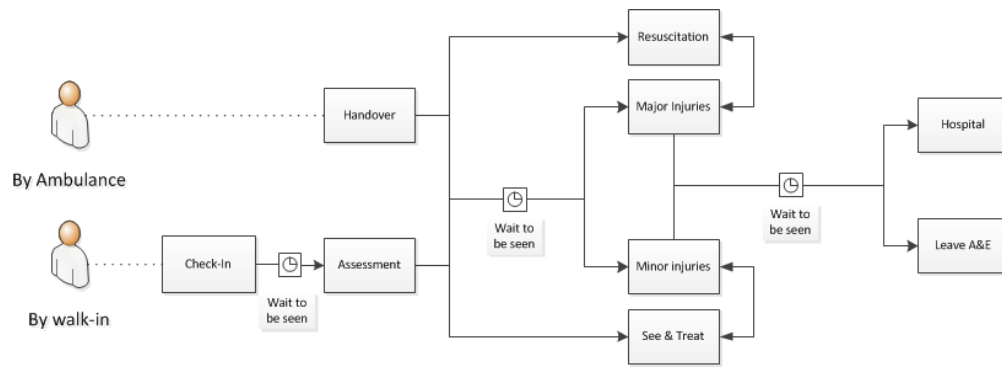 Resuscitation
Handover
Major Injuries
Hospital
By Ambulance
Wait to
be seen
Wait to
be seen
Check-In
Assessment
Minor injuries
Leave A&E
Wait to
be seen
By walk-in
See & Treat